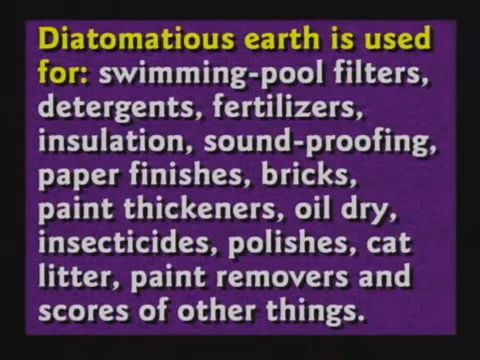 Diatomatious earth is used
for: swimming-pool filters,
detergents, fertilizers,
insulation, sound-proofing,
paper finishes, bricks,
paint thickeners, oil dry,
insecticides, polishes, cat
litter, paint removers and
scores of other things.